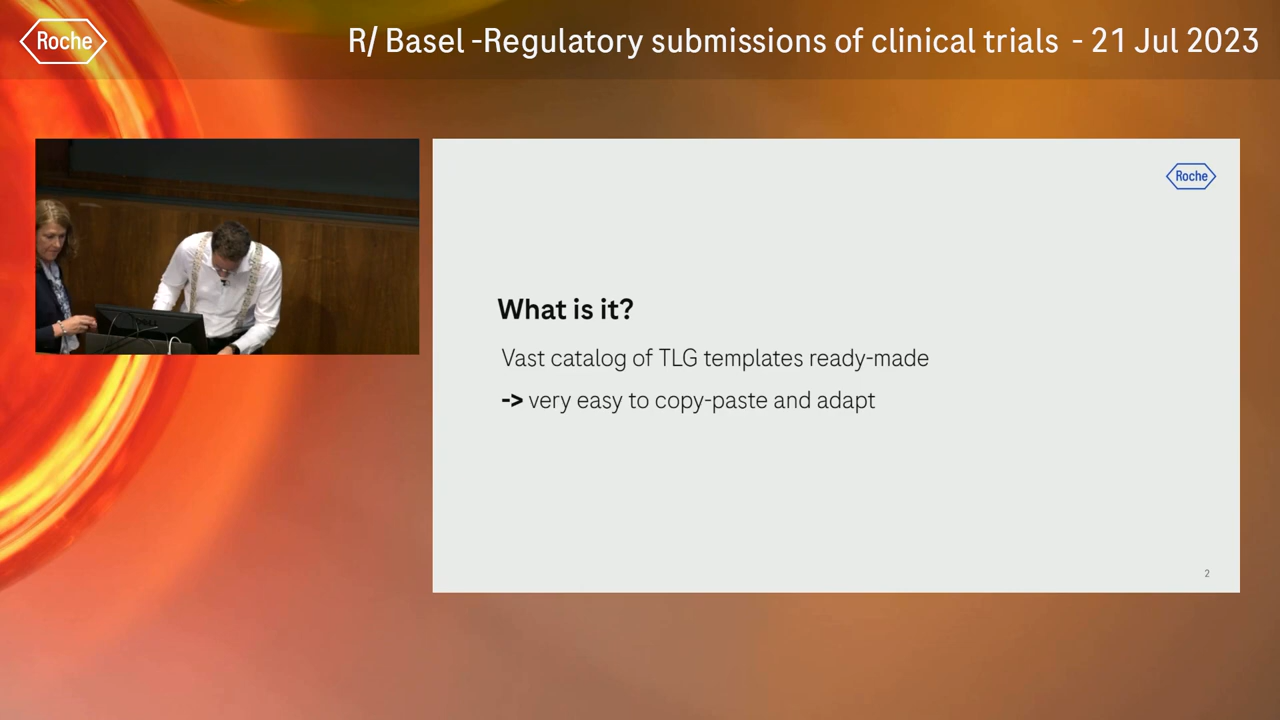 Roche
R/ Basel -Regulatory submissions of clinical trials - 21 Jul 2023
Roche
What is it?
Vast catalog of TLG templates ready-made
-> very easy to copy-paste and adapt
2